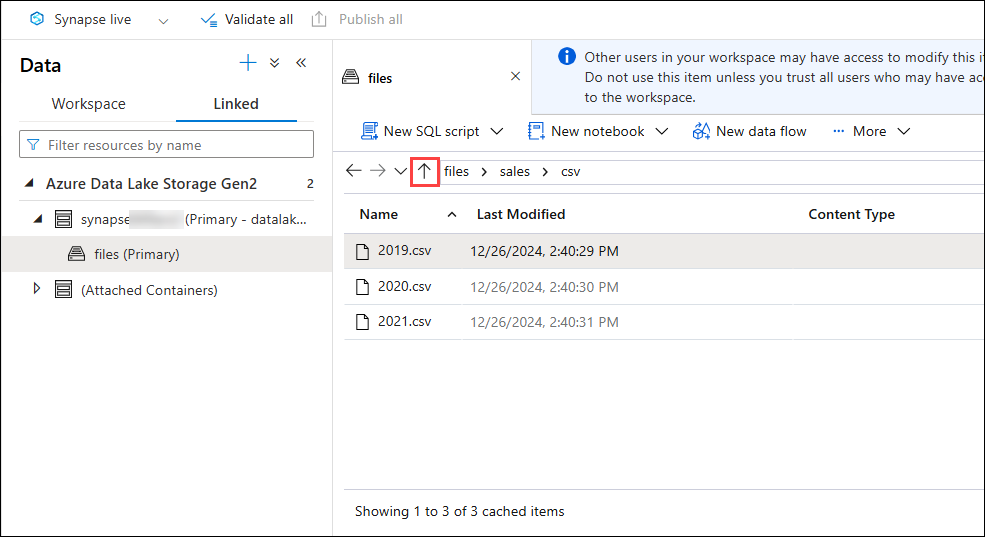 Synapse live
Validate all
Publish all
Data
Workspace
Linked
Filter resources by name
Azure Data Lake Storage Gen2
2
synapse (Primary - datalak...
files (Primary)
(Attached Containers)
files
Other users in your workspace may have access to modify this
Do not use this item unless you trust all users who may have
to the workspace.
New SQL script
New notebook
New data flow
More
files
sales
csv
Name
Last Modified
Content Type
2019.csv
12/26/2024, 2:40:29 PM
2020.csv
12/26/2024, 2:40:30 PM
2021.csv
12/26/2024, 2:40:31 PM
Showing 1 to 3 of 3 cached items